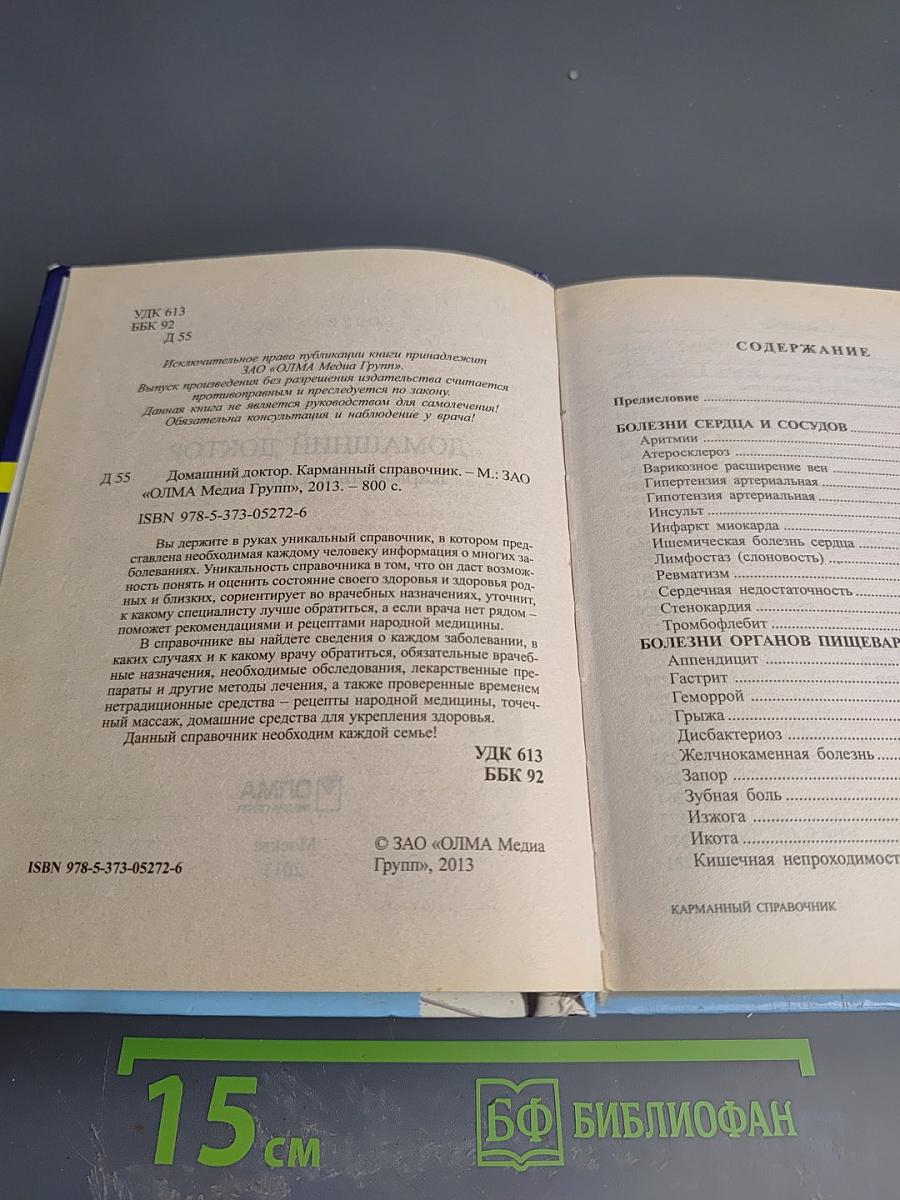 УДК 613
ББК 92
Д 55
Исключительное право публикации книги принадлежит
ЗАО «ОЛМА Медиа Групп».
Выпуск произведения без разрешения издательства считается
противоправным и преследуется по закону.
Данная книга не является руководством для самолечения!
Обязательна консультация и наблюдение у врача!
Д 55 Домашний доктор. Карманный справочник. – М.: ЗАО
«ОЛМА Медиа Групп», 2013. – 800 с.
ISBN 978-5-373-05272-6
Вы держите в руках уникальный справочник, в котором пред-
ставлена необходимая каждому человеку информация о многих за-
болеваниях. Уникальность справочника в том, что он даст возмож-
ность понять и оценить состояние своего здоровья и здоровья род-
ных и близких, сориентирует во врачебных назначениях, уточнит,
к какому специалисту лучше обратиться, а если врача нет рядом –
поможет рекомендациями и рецептами народной медицины.
В справочнике вы найдете сведения о каждом заболевании, в
каких случаях и к какому врачу обратиться, обязательные врачеб-
ные назначения, необходимые обследования, лекарственные пре-
параты и другие методы лечения, а также проверенные временем
нетрадиционные средства – рецепты народной медицины, точеч-
ный массаж, домашние средства для укрепления здоровья.
Данный справочник необходим каждой семье!
УДК 613
ББК 92
ISBN 978-5-373-05272-6
© ЗАО «ОЛМА Медиа
Групп», 2013
СОДЕРЖАНИЕ
Предисловие
БОЛЕЗНИ СЕРДЦА И СОСУДОВ
Аритмии
Атеросклероз
Варикозное расширение вен
Гипертензия артериальная
Гипотензия артериальная
Инсульт
Инфаркт миокарда
Ишемическая болезнь сердца
Лимфостаз (слоновость)
Ревматизм
Сердечная недостаточность
Стенокардия
Тромбофлебит
БОЛЕЗНИ ОРГАНОВ ПИЩЕВАР
Аппендицит
Гастрит
Геморрой
Грыжа
Дисбактериоз
Желчнокаменная болезнь
Запор
Зубная боль
Изжога
Икота
Кишечная непроходимост
КАРМАННЫЙ СПРАВОЧНИК
15 см
БФ БИБЛИОФАН